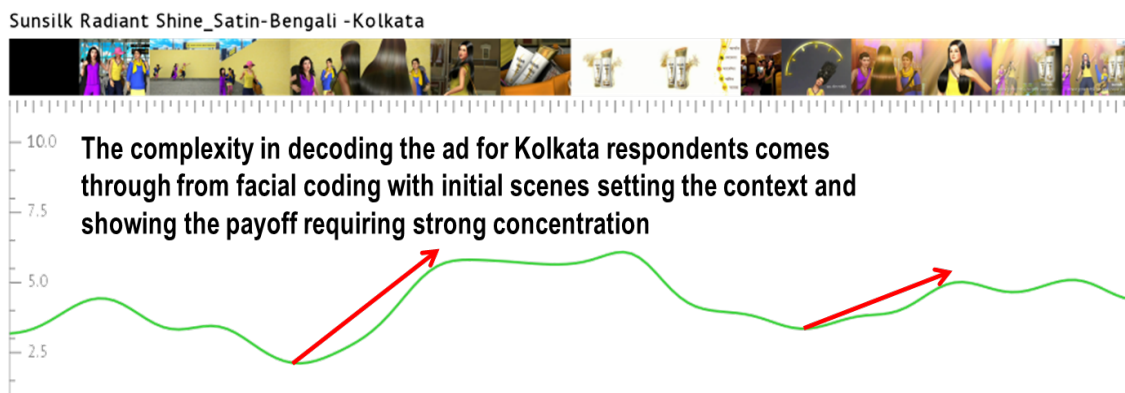 Sunsilk Radiant Shine_Satin-Bengali -Kolkata
10.0
The complexity in decoding the ad for Kolkata respondents comes
through from facial coding with initial scenes setting the context and
7.5
showing the payoff requiring strong concentration
5.0
2.5